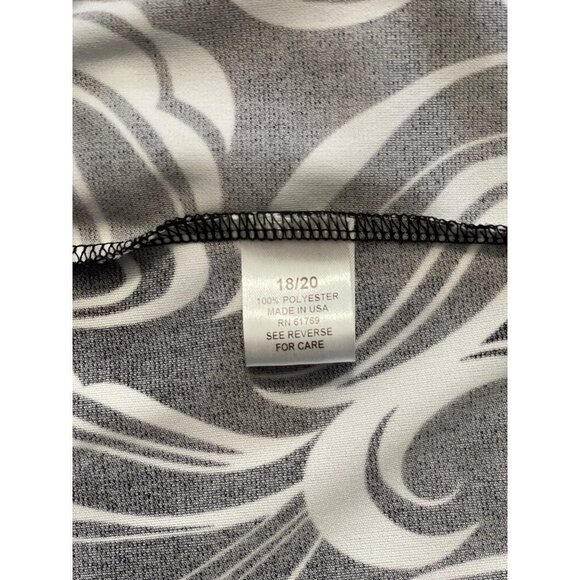 18/20
100% POLYESTER
MADE IN USA
RN 61769
SEE REVERSE
FOR CARE